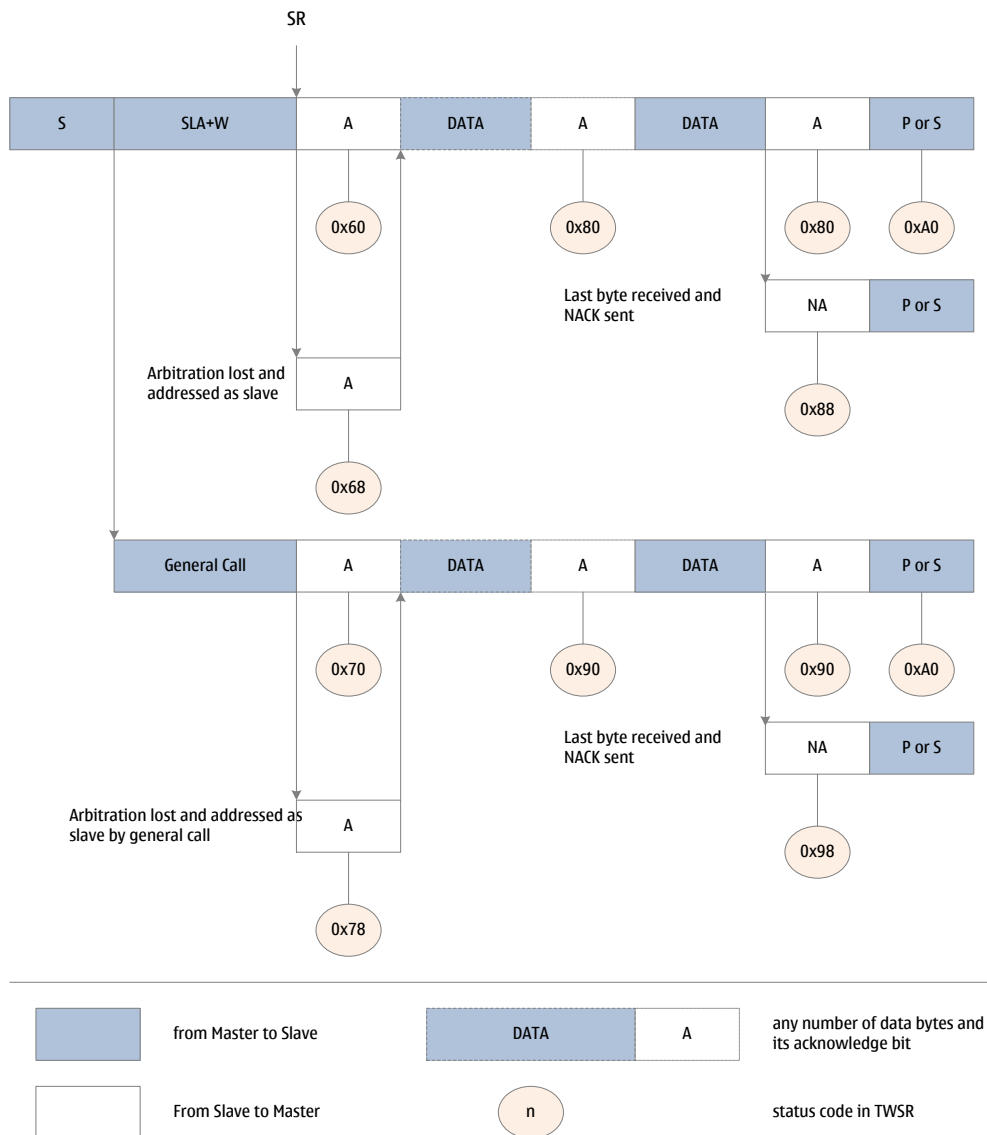 SR
S SLA+W A DATA A DATA A P or S
0x60 0x80 0x80 0xA0
Last byte received and
NACK sent
NA P or S
Arbitration lost and
addressed as slave
A
0x88
0x68
General Call A DATA A DATA A P or S
0x70 0x90 0x90 0xA0
Last byte received and
NACK sent
NA P or S
Arbitration lost and addressed as
slave by general call
A
0x98
0x78
from Master to Slave
DATA A
any number of data bytes and
its acknowledge bit
From Slave to Master
n
status code in TWSR